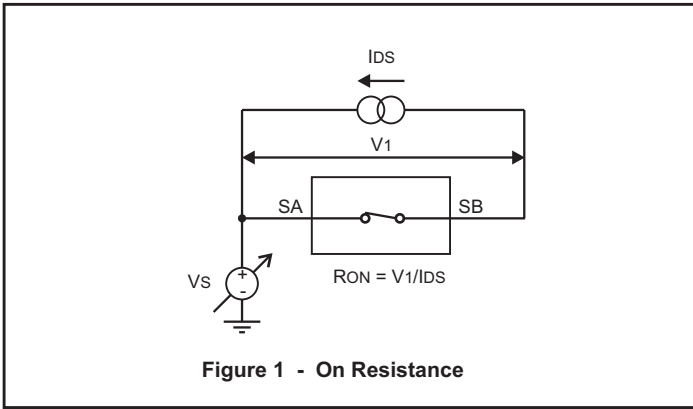 IDS
V1
SA
SB
VS
+
-
RON = V1/IDS
Figure 1 - On Resistance